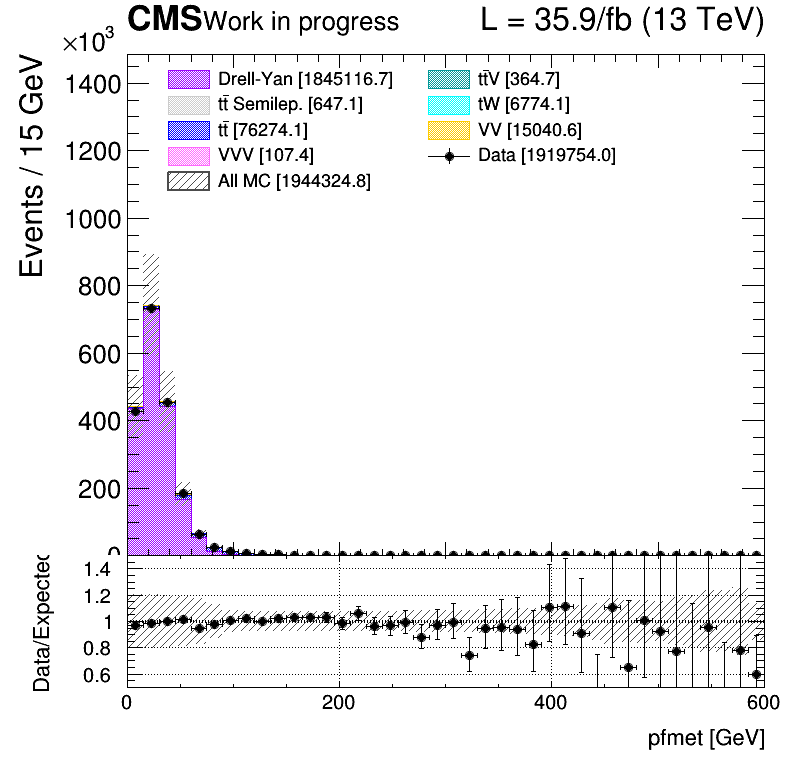 CMS Work in progress L = 35.9/fb (13 TeV)
×10³
Events / 15 GeV
1400
1200
1000
800
600
400
200
0
Drell-Yan [1845116.7]
tt̄ Semilep. [647.1]
tt̄ [76274.1]
VVV [107.4]
All MC [1944324.8]
tt̄V [364.7]
tW [6774.1]
VV [15040.6]
Data [1919754.0]
Data/Expected
1.4
1.2
1
0.8
0.6
0 200 400 600
pfmet [GeV]